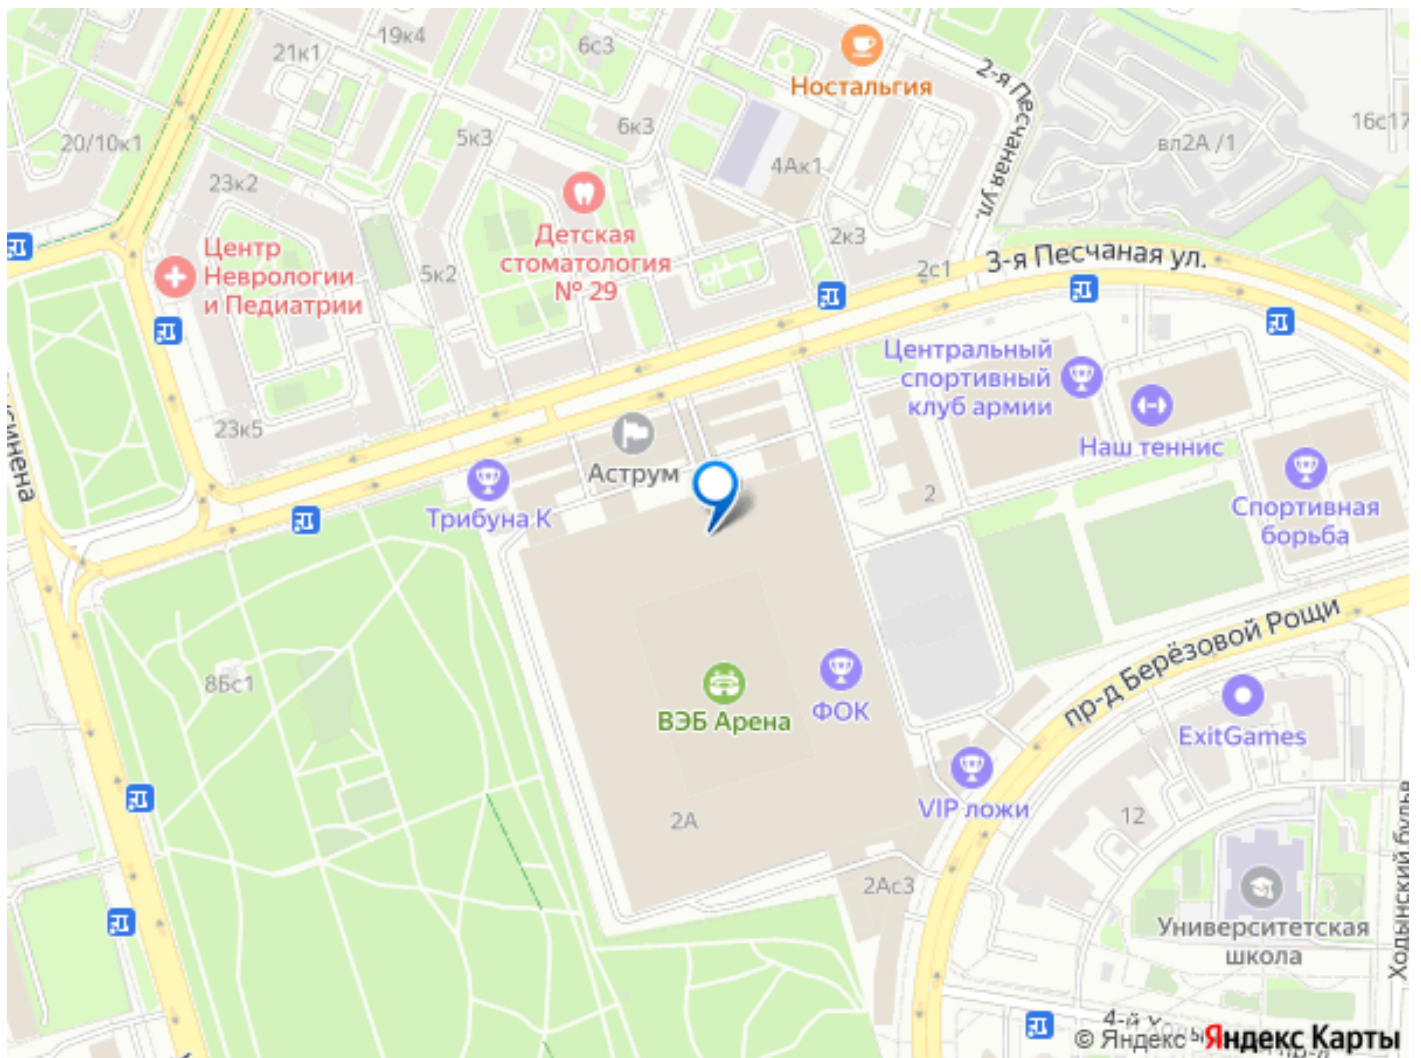 19к4
21к1
6с3
Ностальгия
2-я Песчаная ул.
16с17
20/10к1
5к3
6к3
вл2А /1
4Ак1
23к2
Детская
стоматология
№ 29
Центр
Неврологии
и Педиатрии
5к2
2к3
2с1
3-я Песчаная ул.
Центральный
спортивный
клуб армии
Наш теннис
23к5
Аструм
Трибуна К
2
Спортивная
борьба
пр-д Берёзовой Рощи
8Бс1
ВЭБ Арена
ФОК
ExitGames
VIP ложи
2А
12
2Ас3
Университетская
школа
Ходынский
4-й
© Яндекс
Яндекс Карты